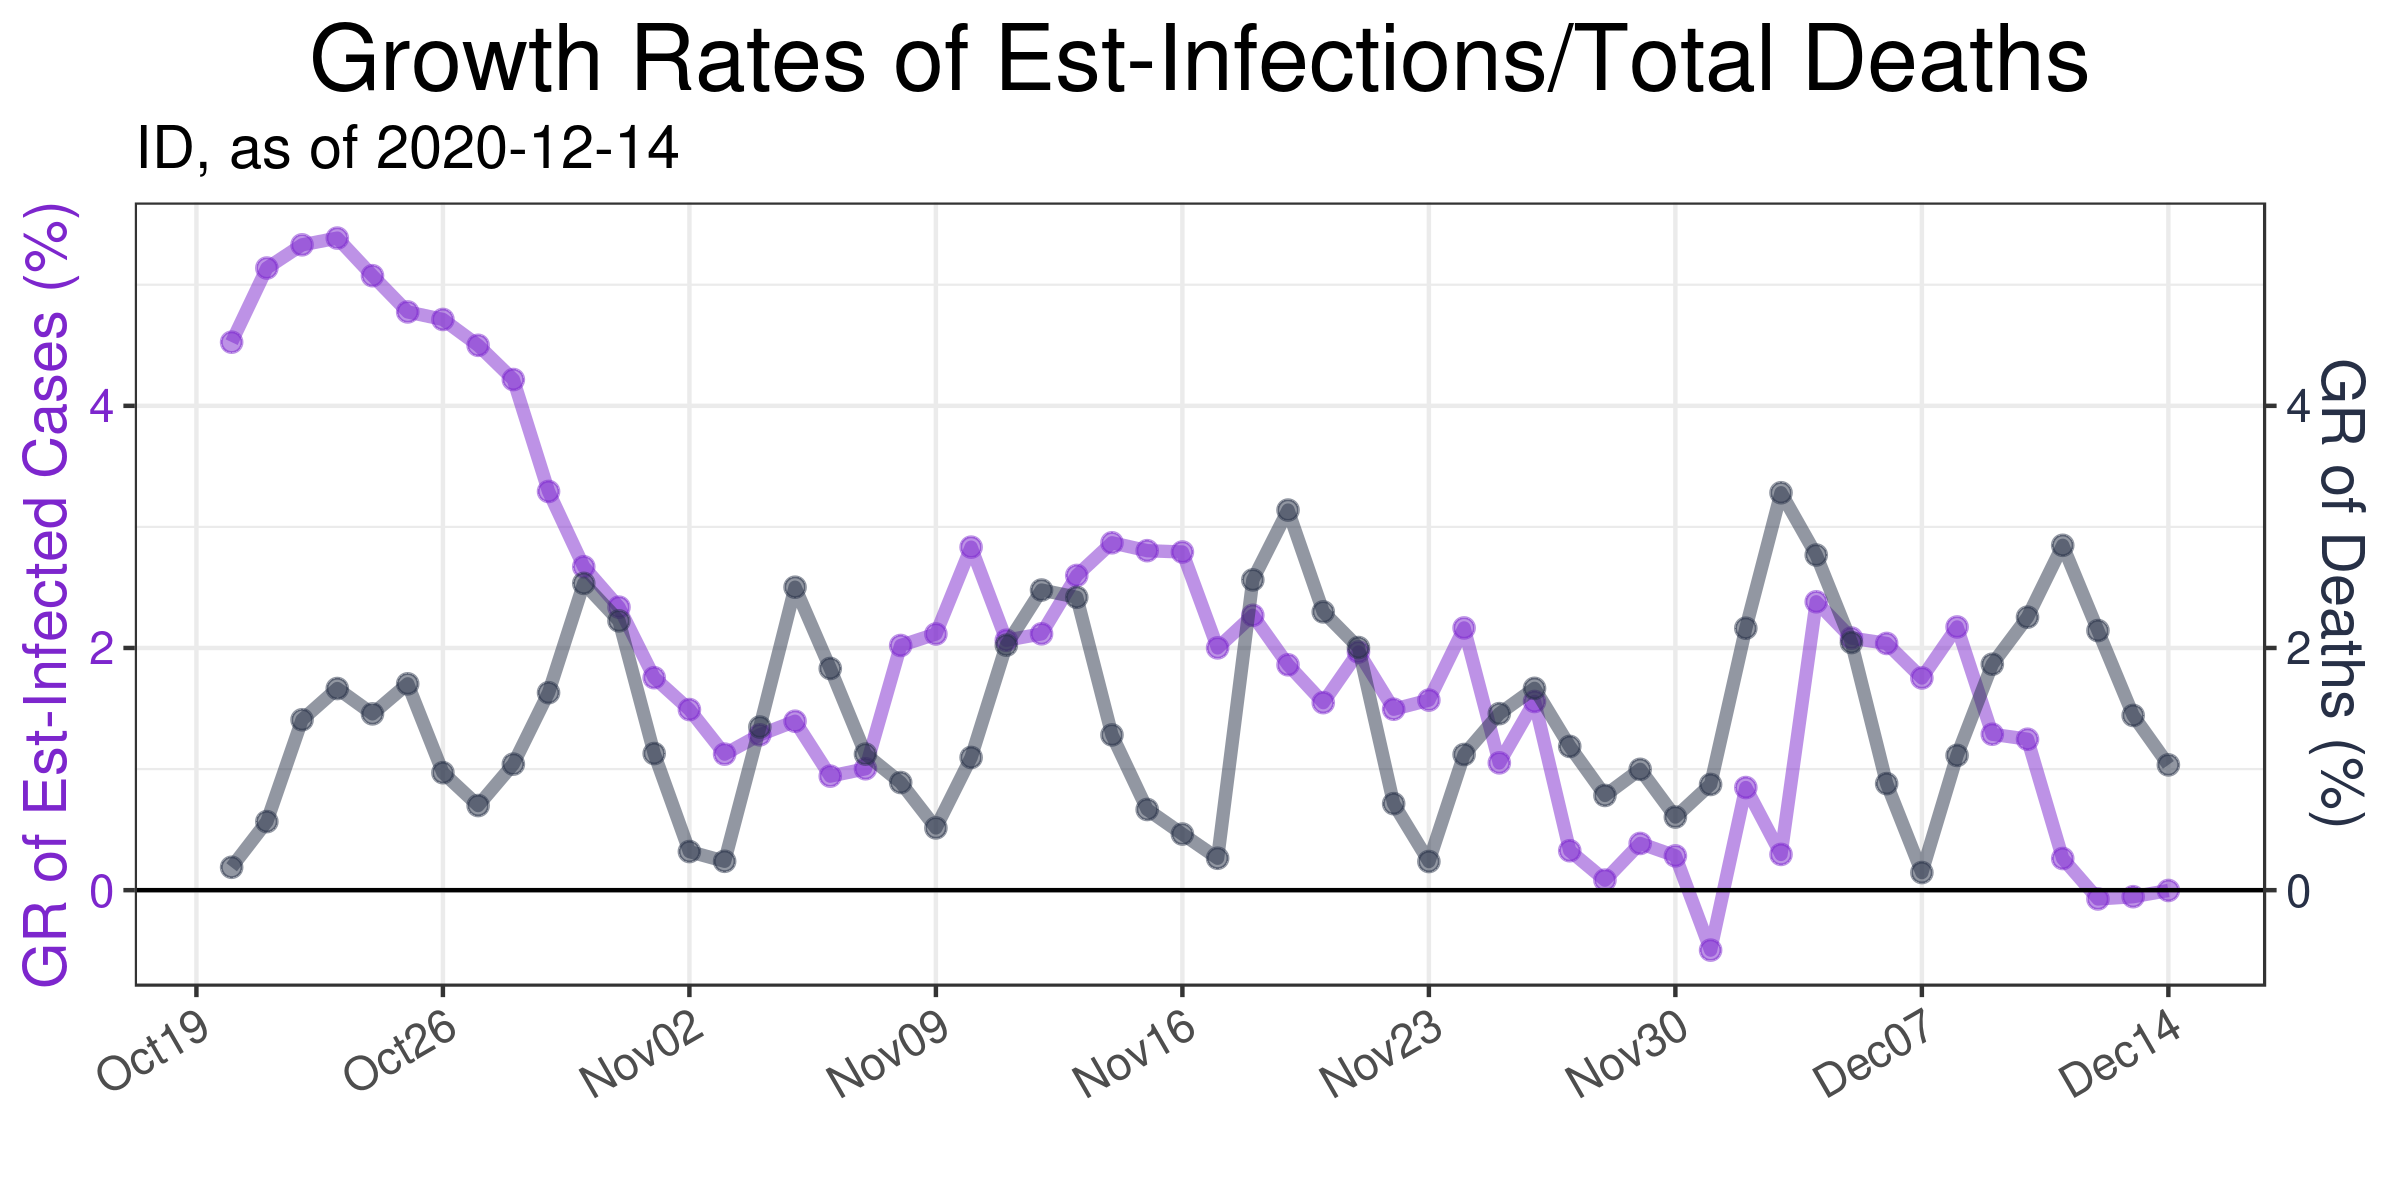 Growth Rates of Est-Infections/Total Deaths
ID, as of 2020-12-14
GR of Est-Infected Cases (%)
4
2
0
4
2
0
GR of Deaths (%)
Oct19
Oct26
Nov02
Nov09
Nov16
Nov23
Nov30
Dec07
Dec14